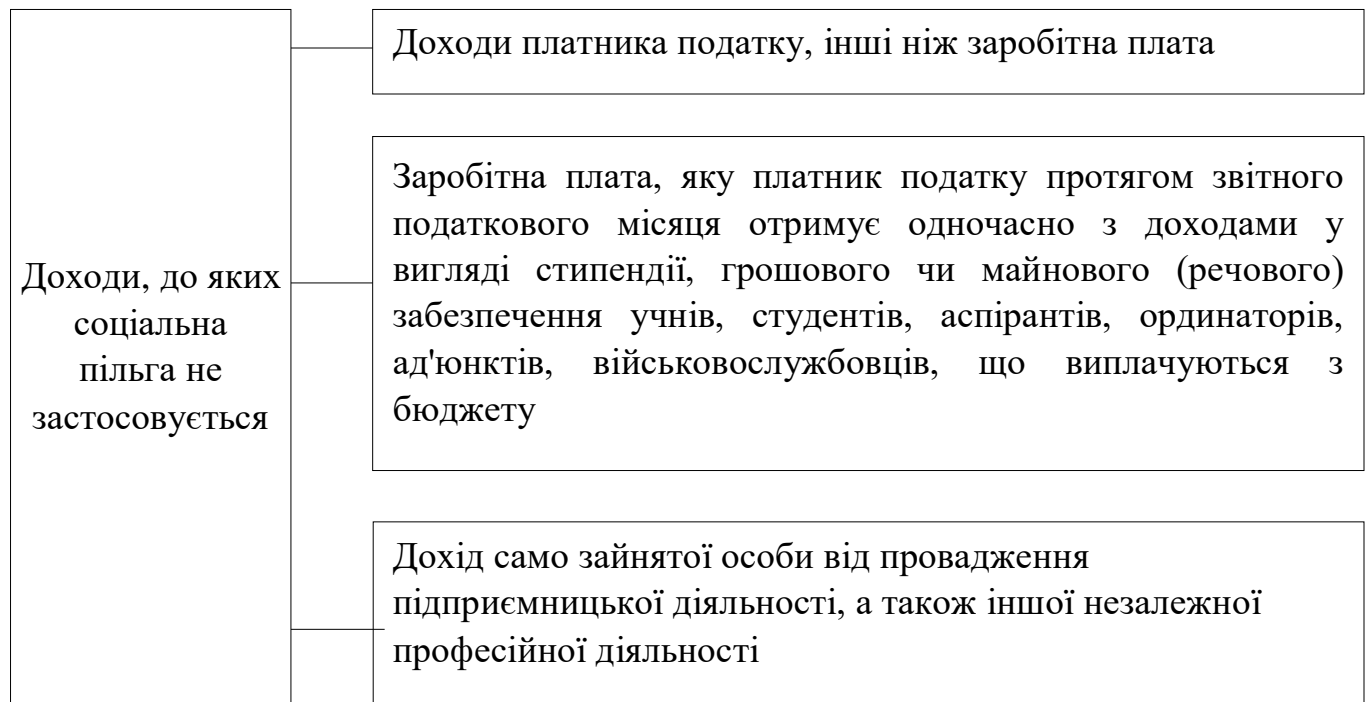 Доходи, до яких
соціальна
пільга не
застосовується
Доходи платника податку, інші ніж заробітна плата
Заробітна плата, яку платник податку протягом звітного
податкового місяця отримує одночасно з доходами у
вигляді стипендії, грошового чи майнового (речового)
забезпечення учнів, студентів, аспірантів, ординаторів,
ад'юнктів, військовослужбовців, що виплачуються з
бюджету
Дохід само зайнятої особи від провадження
підприємницької діяльності, а також іншої незалежної
професійної діяльності